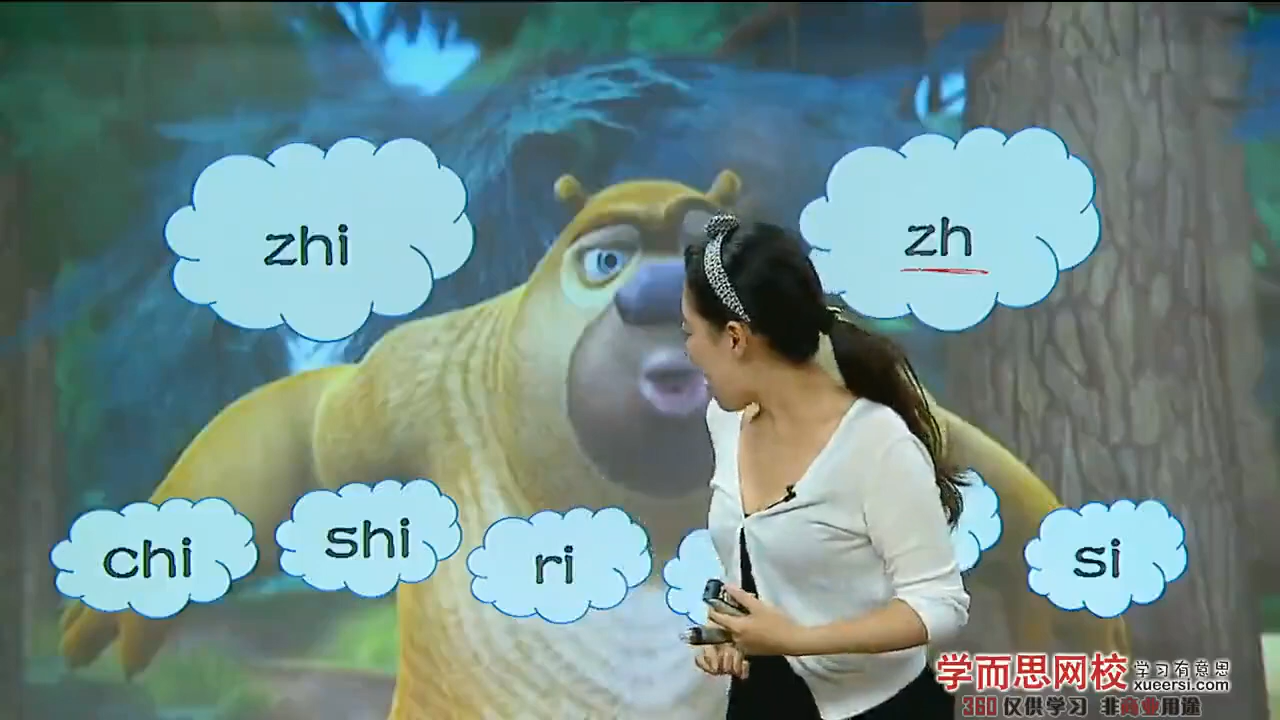 zhi
zh
chi
shi
ri
si
学而思网校 学习有意思
xueersi.com
360 仅供学习 非商业用途